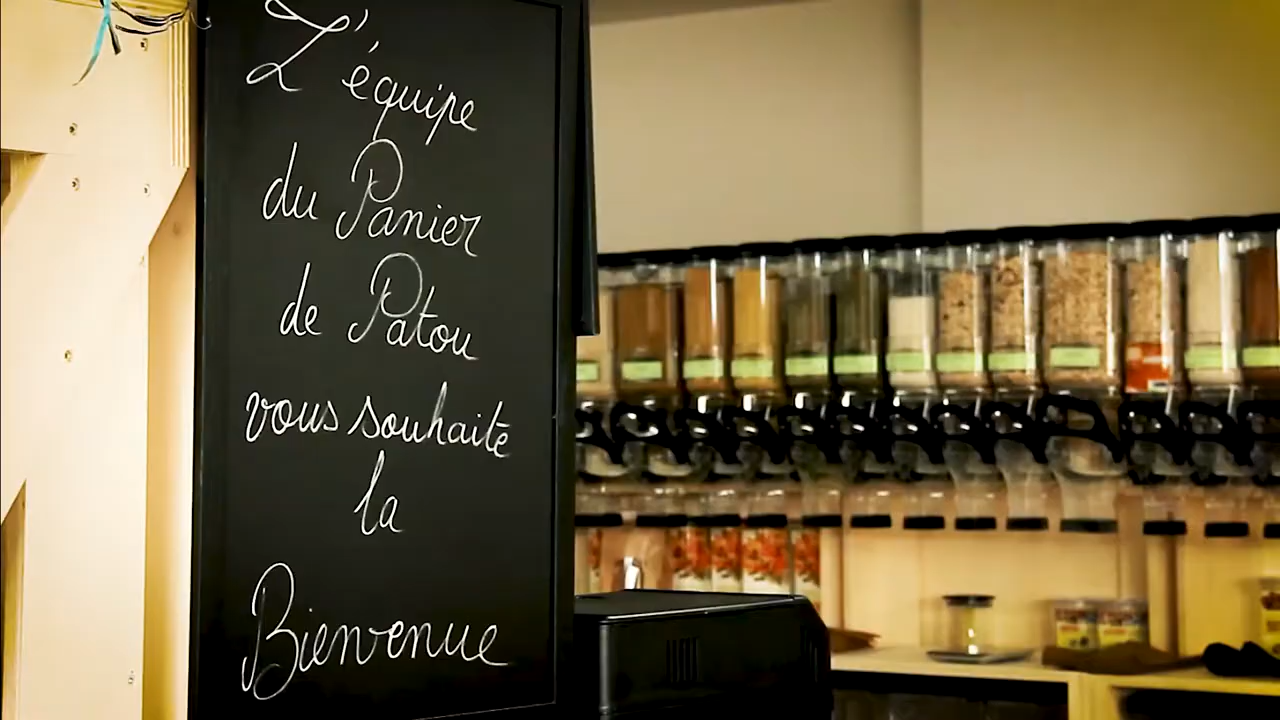 L'équipe
du Panier
de Patou
vous souhaite
la
Bienvenue